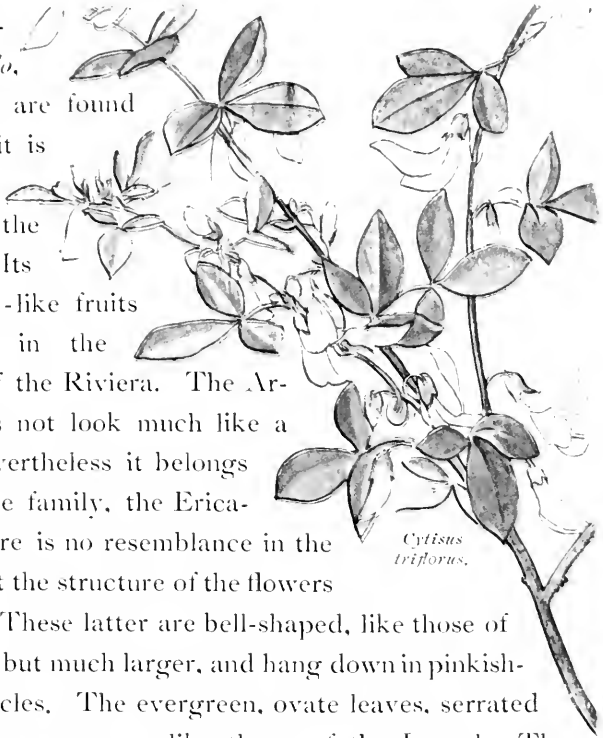 lo,
are found
it is
the
Its
-like fruits
in the
the Riviera. The Ar-
not look much like a
vertheless it belongs
e family, the Erica-
re is no resemblance in the
t the structure of the flowers
Cytisus
triflorus.
These latter are bell-shaped, like those of
but much larger, and hang down in pinkish-
cles. The evergreen, ovate leaves, serrated